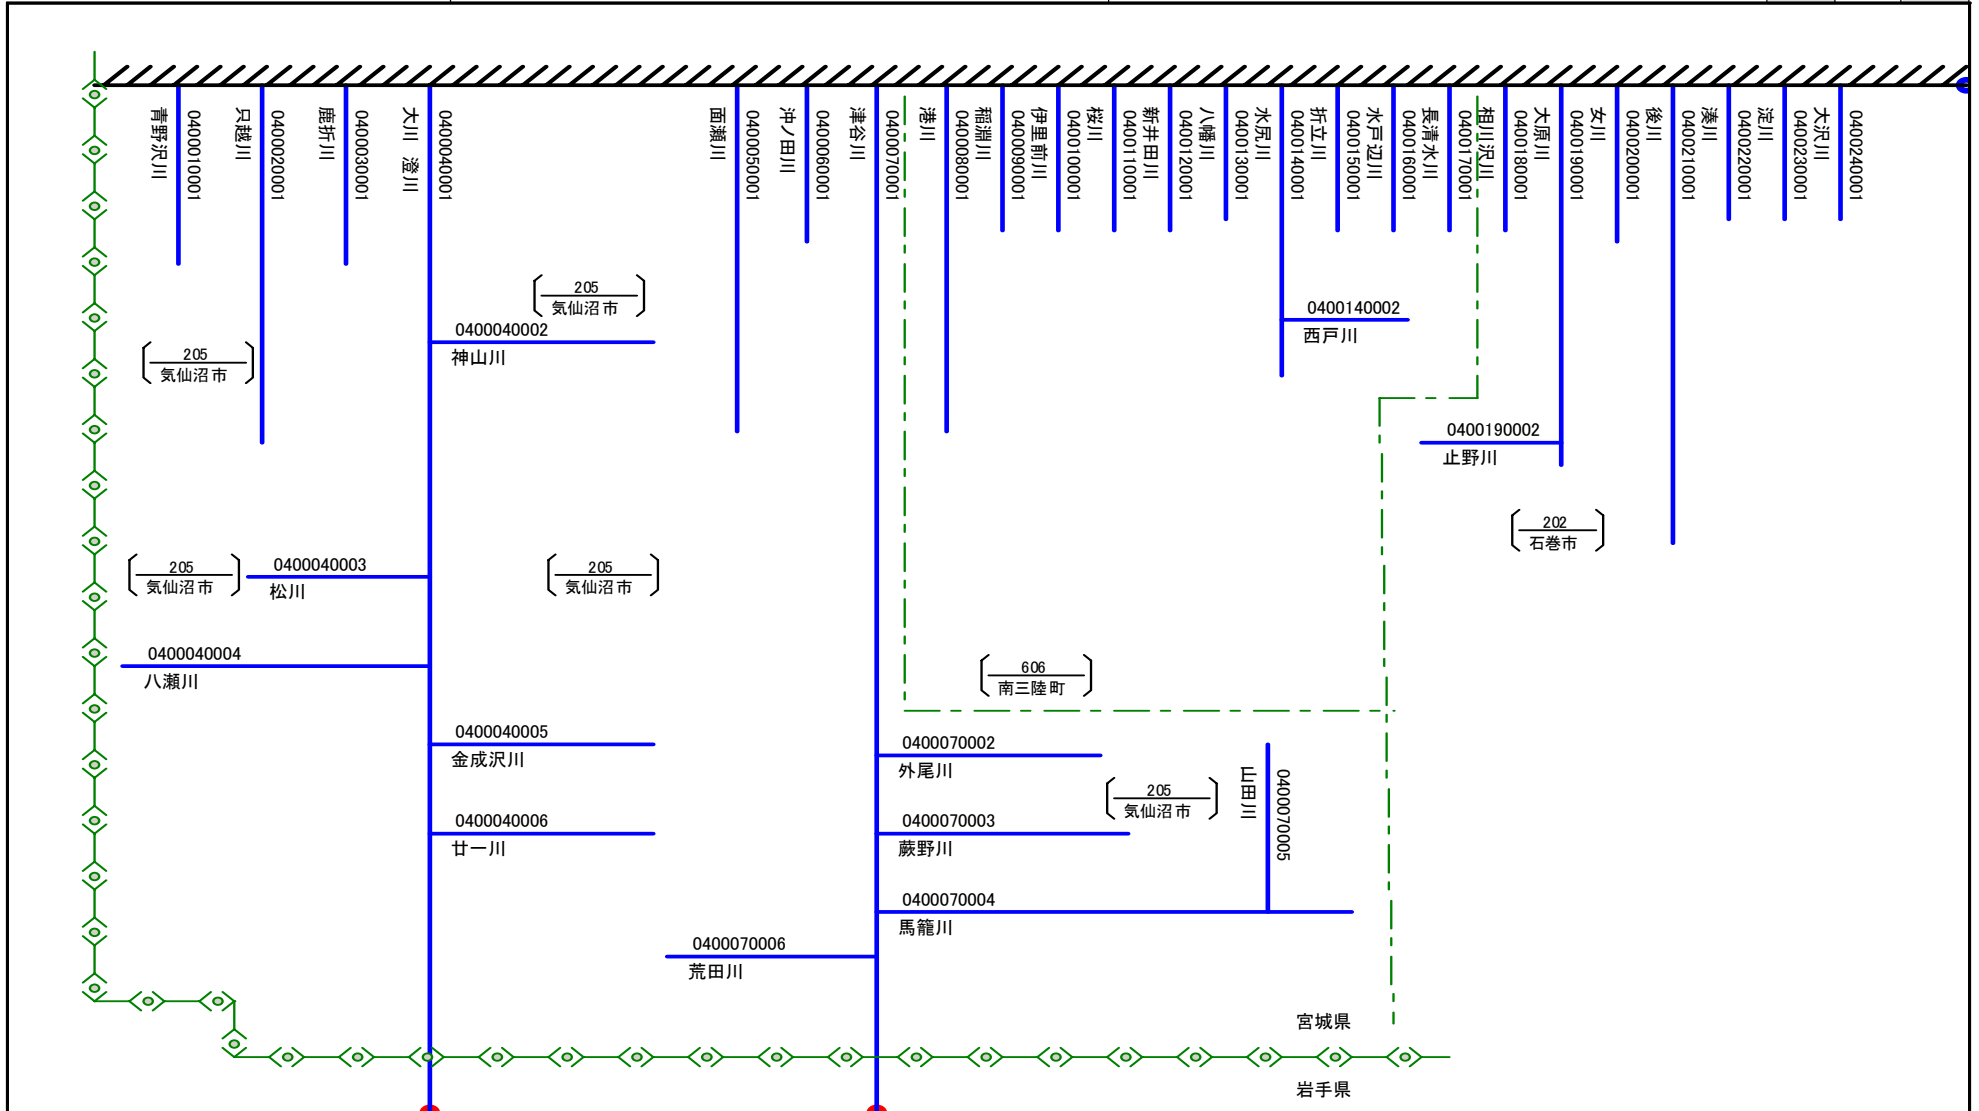 青野沢川
0400010001
只越川
0400020001
鹿折川
0400030001
大川　澄川
0400040001
面瀬川
0400050001
沖ノ田川
0400060001
津谷川
0400070001
港川
0400080001
稲淵川
0400090001
伊里前川
0400100001
桜川
0400110001
新井田川
0400120001
八幡川
0400130001
水尻川
0400140001
折立川
0400150001
水戸辺川
0400160001
長清水川
0400170001
相川沢川
0400180001
大原川
0400190001
女川
0400200001
後川
0400210001
湊川
0400220001
淀川
0400230001
大沢川
0400240001
205
気仙沼市
0400040002
神山川
0400140002
西戸川
205
気仙沼市
0400190002
止野川
202
石巻市
205
気仙沼市
0400040003
松川
205
気仙沼市
0400040004
八瀬川
606
南三陸町
0400040005
金成沢川
0400070002
外尾川
205
気仙沼市
山田川
0400070005
0400040006
廿一川
0400070003
蕨野川
0400070004
馬籠川
0400070006
荒田川
宮城県
岩手県